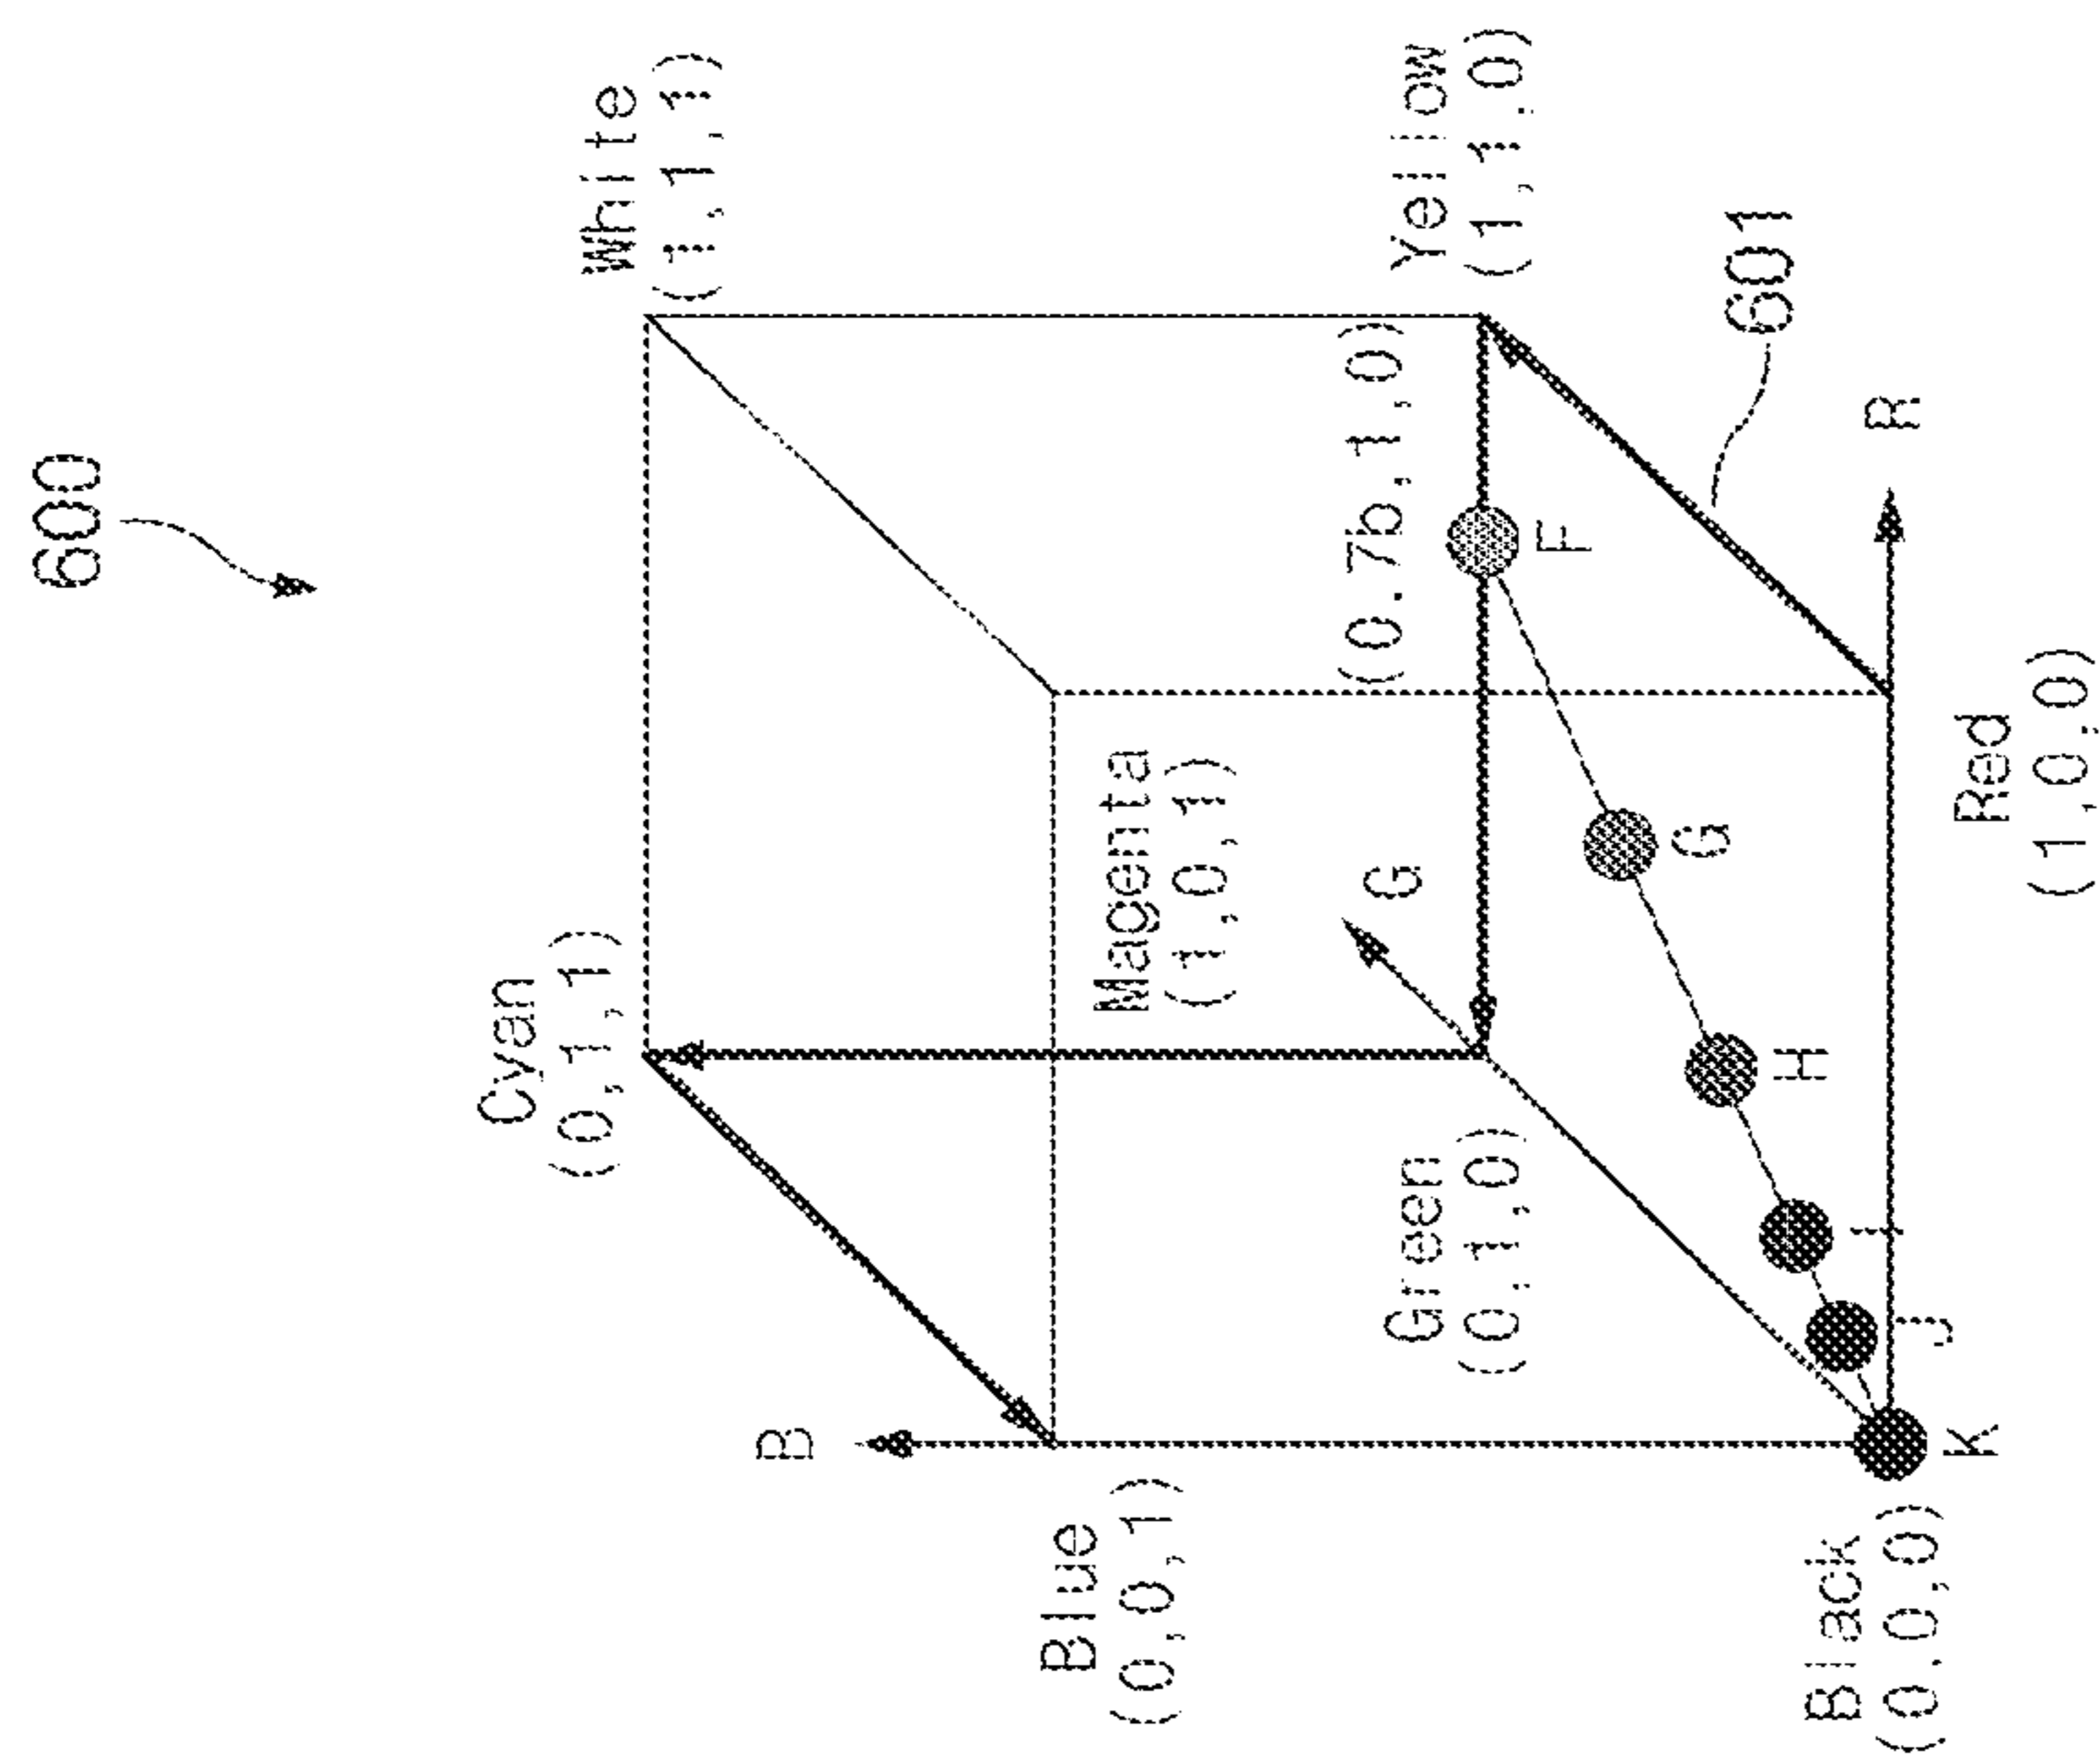 600
White
(1,1,1)
Cyan
(0,1,1)
Yellow
(1,1,0)
(0.7b,1,0)
601
Magenta
(1,0,1)
B
G
R
F
G
H
I
J
K
Green
(0,1,0)
Blue
(0,0,1)
Red
(1,0,0)
Black
(0,0,0)